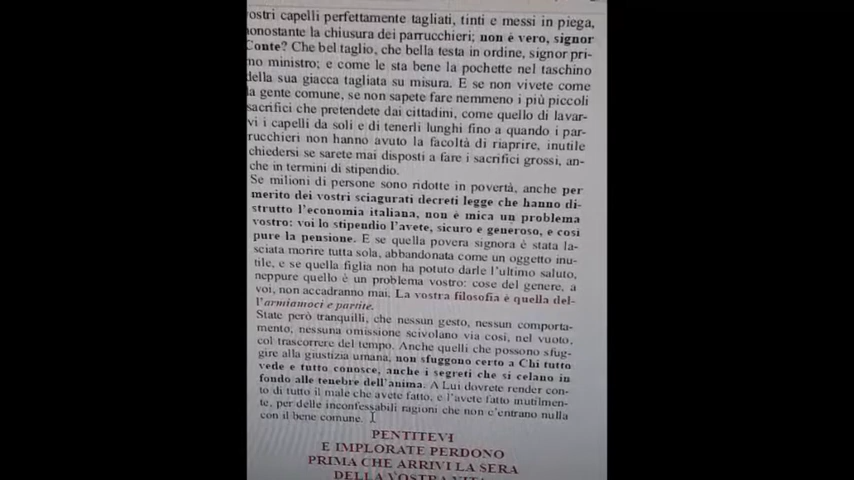 vostri capelli perfettamente tagliati, tinti e messi in piega,
nonostante la chiusura dei parrucchieri; non è vero, signor
Conte? Che bel taglio, che bella testa in ordine, signor pri-
mo ministro; e come le sta bene la pochette nel taschino
della sua giacca tagliata su misura. E se non vivete come
la gente comune, se non sapete fare nemmeno i più piccoli
sacrifici che pretendete dai cittadini, come quello di lavar-
vi i capelli da soli e di tenerli lunghi fino a quando i par-
rucchieri non hanno avuto la facoltà di riaprire, inutile
chiedersi se sarete mai disposti a fare i sacrifici grossi, an-
che in termini di stipendio.
Se milioni di persone sono ridotte in povertà, anche per
merito dei vostri sciagurati decreti legge che hanno di-
strutto l'economia italiana, non è mica un problema
vostro: voi lo stipendio l'avete, sicuro e generoso, e così
pure la pensione. E se quella povera signora è stata la-
sciata morire tutta sola, abbandonata come un oggetto inu-
tile, e se quella figlia non ha potuto darle l'ultimo saluto,
neppure quello è un problema vostro: cose del genere, a
voi, non accadranno mai. La vostra filosofia è quella del-
l'armiamoci e partite.
State però tranquilli, che nessun gesto, nessun comporta-
mento, nessuna omissione scivolano via così, nel vuoto,
col trascorrere del tempo. Anche quelli che possono sfug-
gire alla giustizia umana, non sfuggono certo a Chi tutto
vede e tutto conosce, anche i segreti che si celano in
fondo alle tenebre dell'anima. A Lui dovrete render con-
to di tutto il male che avete fatto, e l'avete fatto inutilmen-
te, per delle inconfessabili ragioni che non c'entrano nulla
con il bene comune.
PENTITEVI
E IMPLORATE PERDONO
PRIMA CHE ARRIVI LA SERA
DELLA VOSTRA VITA